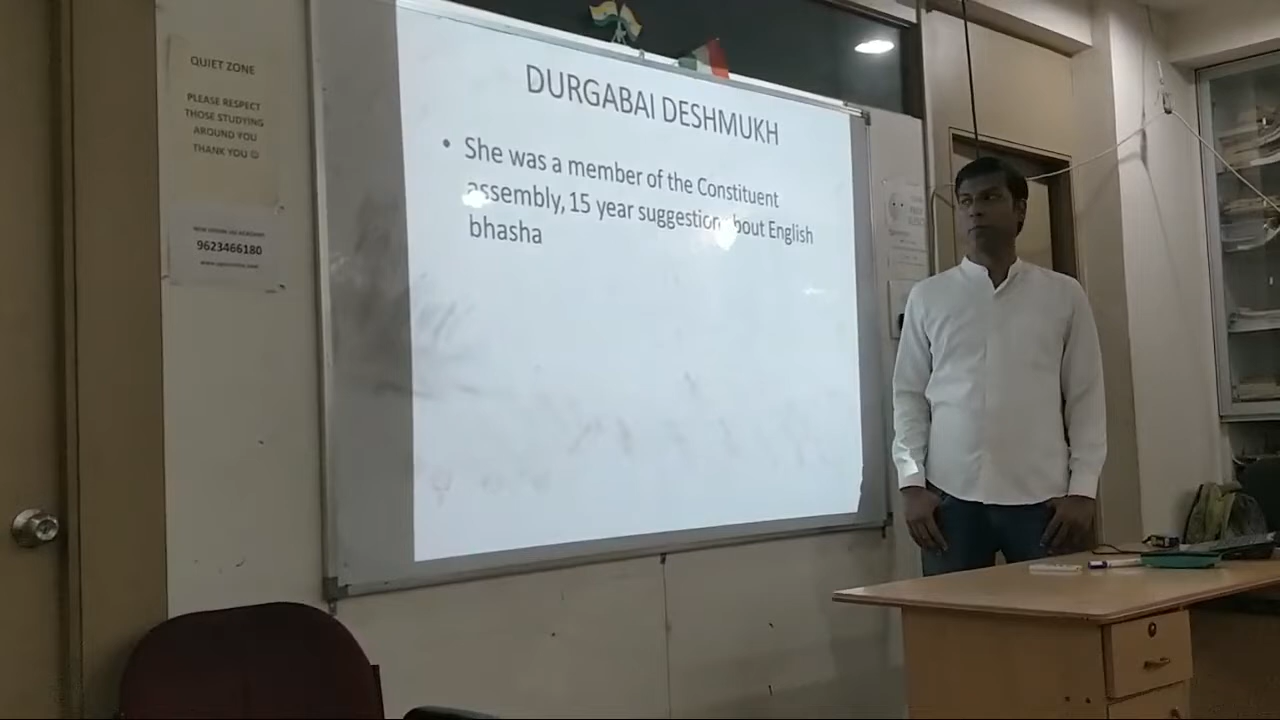 QUIET ZONE
PLEASE RESPECT
THOSE STUDYING
AROUND YOU
THANK YOU ☺
9623466180
DURGABAI DESHMUKH
• She was a member of the Constituent
assembly, 15 year suggestion about English
bhasha